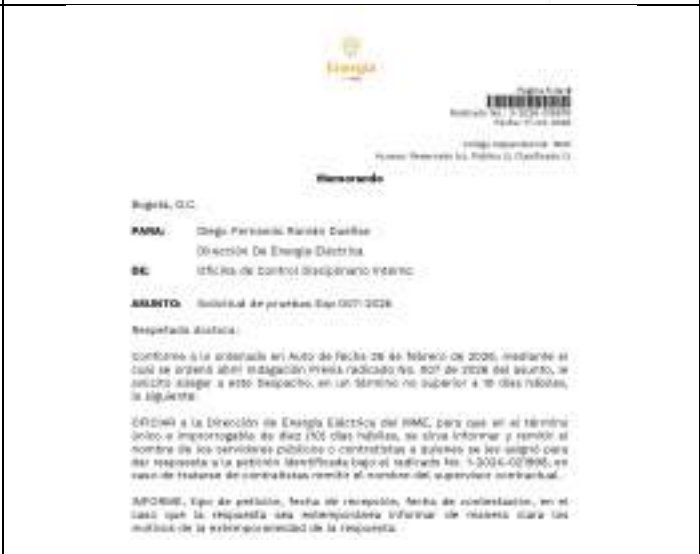 Energía
Memorando
Bogotá, D.C.
PARA: Diego Fernando
Dirección De Energía Eléctrica
DE: Oficina de Control Disciplinario Interno
ASUNTO: Solicitud de pruebas Exp 2026
Respetado doctor:
Conforme a lo ordenado en Auto de fecha 26 de febrero de 2026, mediante el
cual se ordenó abrir Indagación Previa radicado No. de 2026 del asunto, le
solicito allegar a este Despacho, en un término no superior a 10 días hábiles,
lo siguiente:
OFICIAR a la Dirección de Energía Eléctrica del MME, para que en el término
único e improrrogable de diez (10) días hábiles, se sirva informar y remitir el
nombre de los servidores públicos o contratistas a quienes se les asignó para
dar respuesta a la petición identificada bajo el radicado No. en
caso de tratarse de contratistas remitir el nombre del supervisor contractual.
INFORME, tipo de petición, fecha de recepción, fecha de contestación, en el
caso que la respuesta sea extemporánea informar de manera clara los
motivos de la extemporaneidad de la respuesta.